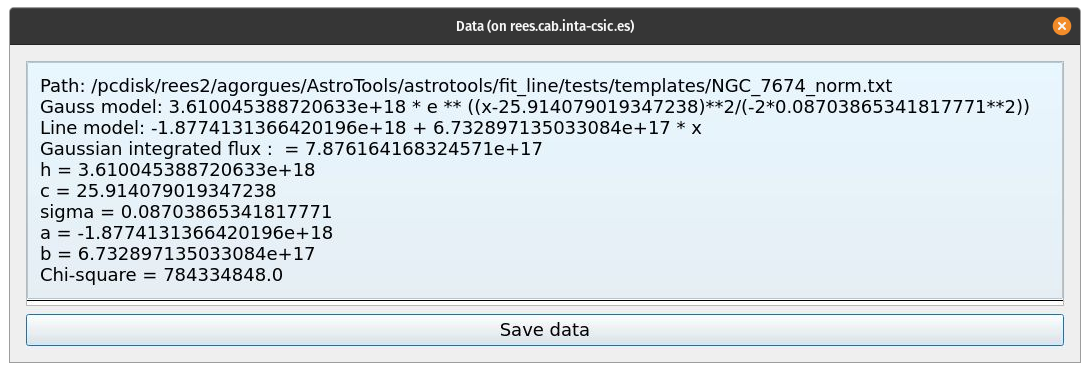 Data (on rees.cab.inta-csic.es)
Path: /pcdisk/rees2/agorgues/AstroTools/astrotools/fit_line/tests/templates/NGC_7674_norm.txt
Gauss model: 3.610045388720633e+18 * e ** ((x-25.914079019347238)**2/(-2*0.08703865341817771**2))
Line model: -1.8774131366420196e+18 + 6.732897135033084e+17 * x
Gaussian integrated flux :  = 7.876164168324571e+17
h = 3.610045388720633e+18
c = 25.914079019347238
sigma = 0.08703865341817771
a = -1.8774131366420196e+18
b = 6.732897135033084e+17
Chi-square = 784334848.0
Save data